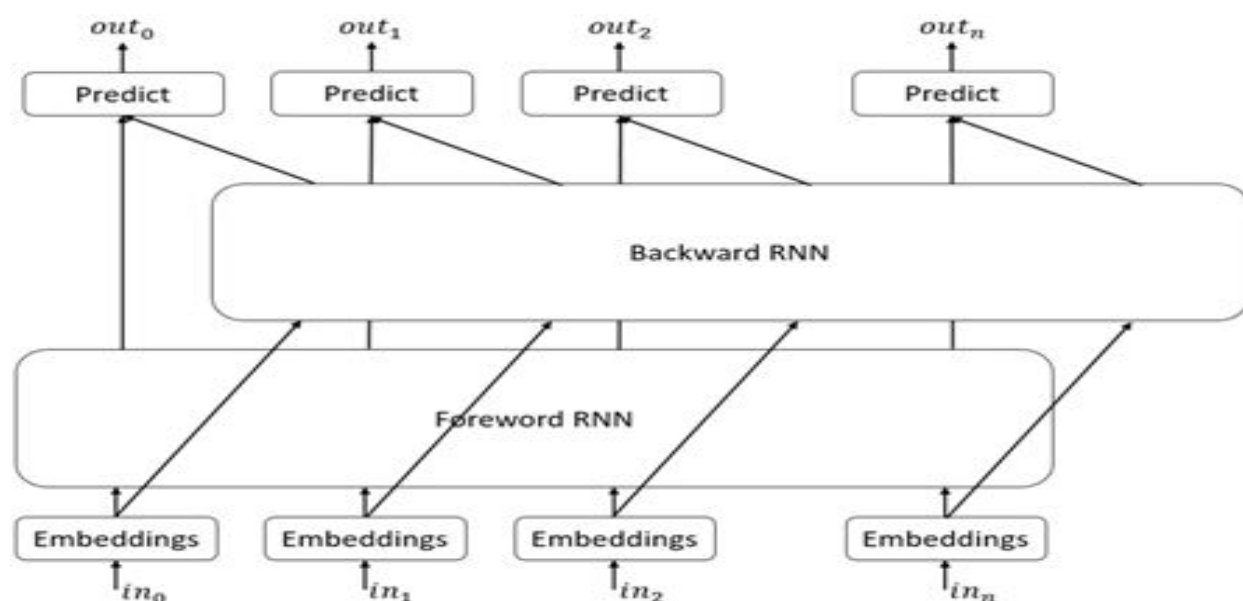 out₀ out₁ out₂ outₙ
Predict Predict Predict Predict
Backward RNN
Foreword RNN
Embeddings Embeddings Embeddings Embeddings
in₀ in₁ in₂ inₙ